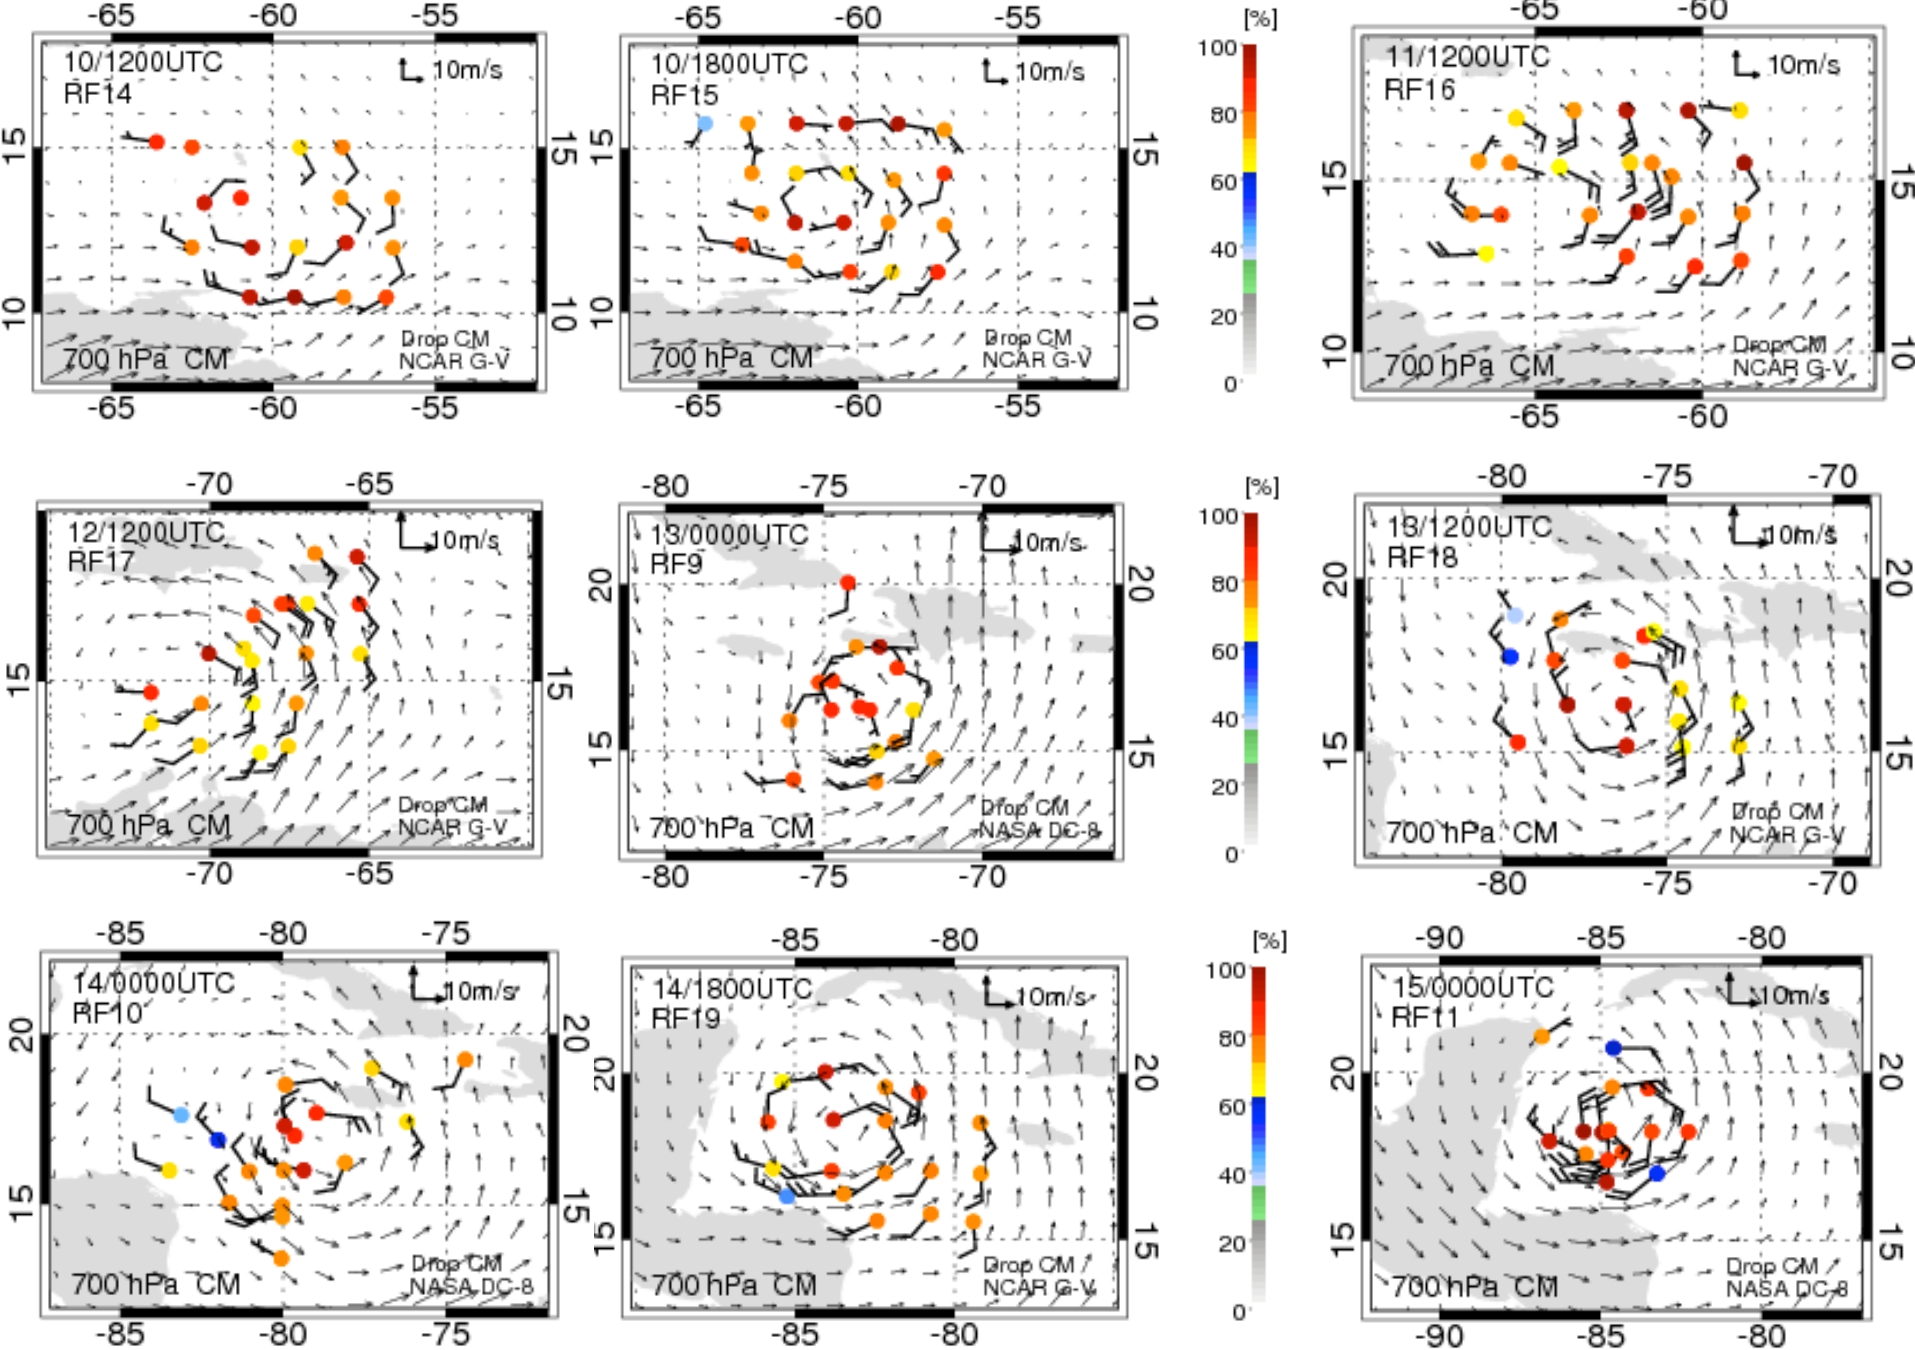 -65 -60 -55
10/1200UTC
RF14
10m/s
15 15
10 10
Drop CM
NCAR G-V
700 hPa CM
-65 -60 -55
-65 -60 -55
10/1800UTC
RF15
10m/s
15 15
10 10
Drop CM
NCAR G-V
700 hPa CM
-65 -60 -55
[%]
100
80
60
40
20
0
-65 -60
11/1200UTC
RF16
10m/s
15 15
10 10
Drop CM
NCAR G-V
700 hPa CM
-65 -60
-70 -65
12/1200UTC
RF17
10m/s
15 15
Drop CM
NCAR G-V
700 hPa CM
-70 -65
-80 -75 -70
13/0000UTC
RF9
10m/s
20 20
15 15
Drop CM
NASA DC-8
700 hPa CM
-80 -75 -70
[%]
100
80
60
40
20
0
-80 -75 -70
13/1200UTC
RF18
10m/s
20 20
15 15
Drop CM
NCAR G-V
700 hPa CM
-80 -75 -70
-85 -80 -75
14/0000UTC
RF10
10m/s
20 20
15 15
Drop CM
NASA DC-8
700 hPa CM
-85 -80 -75
-85 -80
14/1800UTC
RF19
10m/s
20 20
15 15
Drop CM
NCAR G-V
700 hPa CM
-85 -80
[%]
100
80
60
40
20
0
-90 -85 -80
15/0000UTC
RF11
10m/s
20 20
15 15
Drop CM
NASA DC-8
700 hPa CM
-90 -85 -80